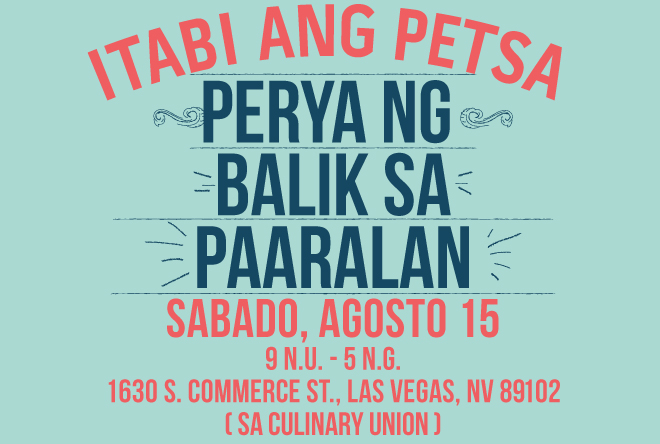 ITABI ANG PETSA
PERYA NG
BALIK SA
PAARALAN
SABADO, AGOSTO 15
9 N.U. - 5 N.G.
1630 S. COMMERCE ST., LAS VEGAS, NV 89102
( SA CULINARY UNION )